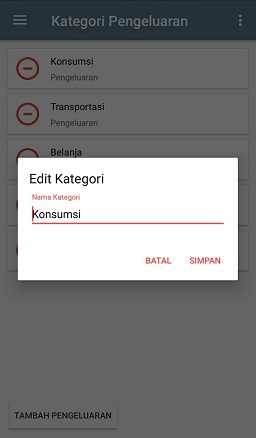 Kategori Pengeluaran
Konsumsi
Pengeluaran
Transportasi
Pengeluaran
Belanja
Edit Kategori
Nama Kategori
Konsumsi
BATAL
SIMPAN
TAMBAH PENGELUARAN